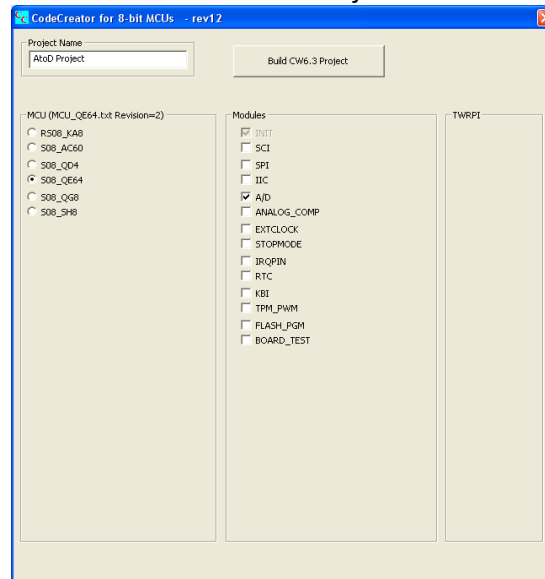 CodeCreator for 8-bit MCUs - rev12
Project Name
AtoD Project
Build CW6.3 Project
MCU (MCU_QE64.txt Revision=2)
RS08_KA8
S08_AC60
S08_QD4
S08_QE64
S08_QG8
S08_SH8
Modules
INIT
SCI
SPI
IIC
A/D
ANALOG_COMP
EXTCLOCK
STOPMODE
IRQPIN
RTC
KBI
TPM_PWM
FLASH_PGM
BOARD_TEST
TWRPI